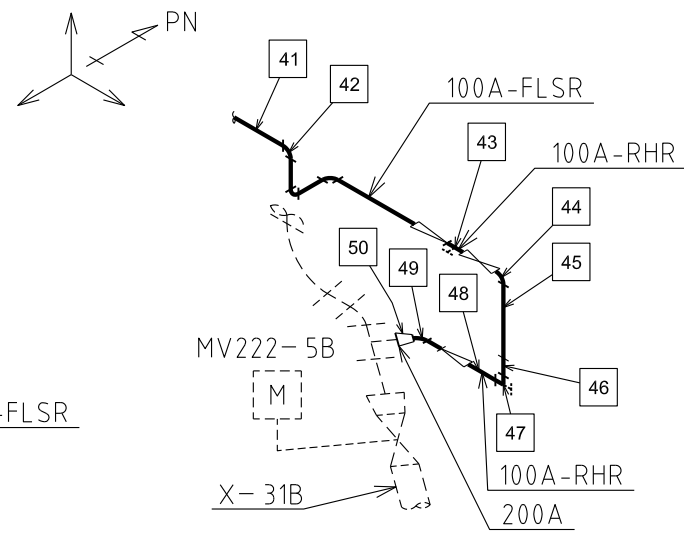 PN
41
42
100A-FLSR
43
100A-RHR
44
50
49
48
45
MV222-5B
M
46
-FLSR
47
X-31B
100A-RHR
200A